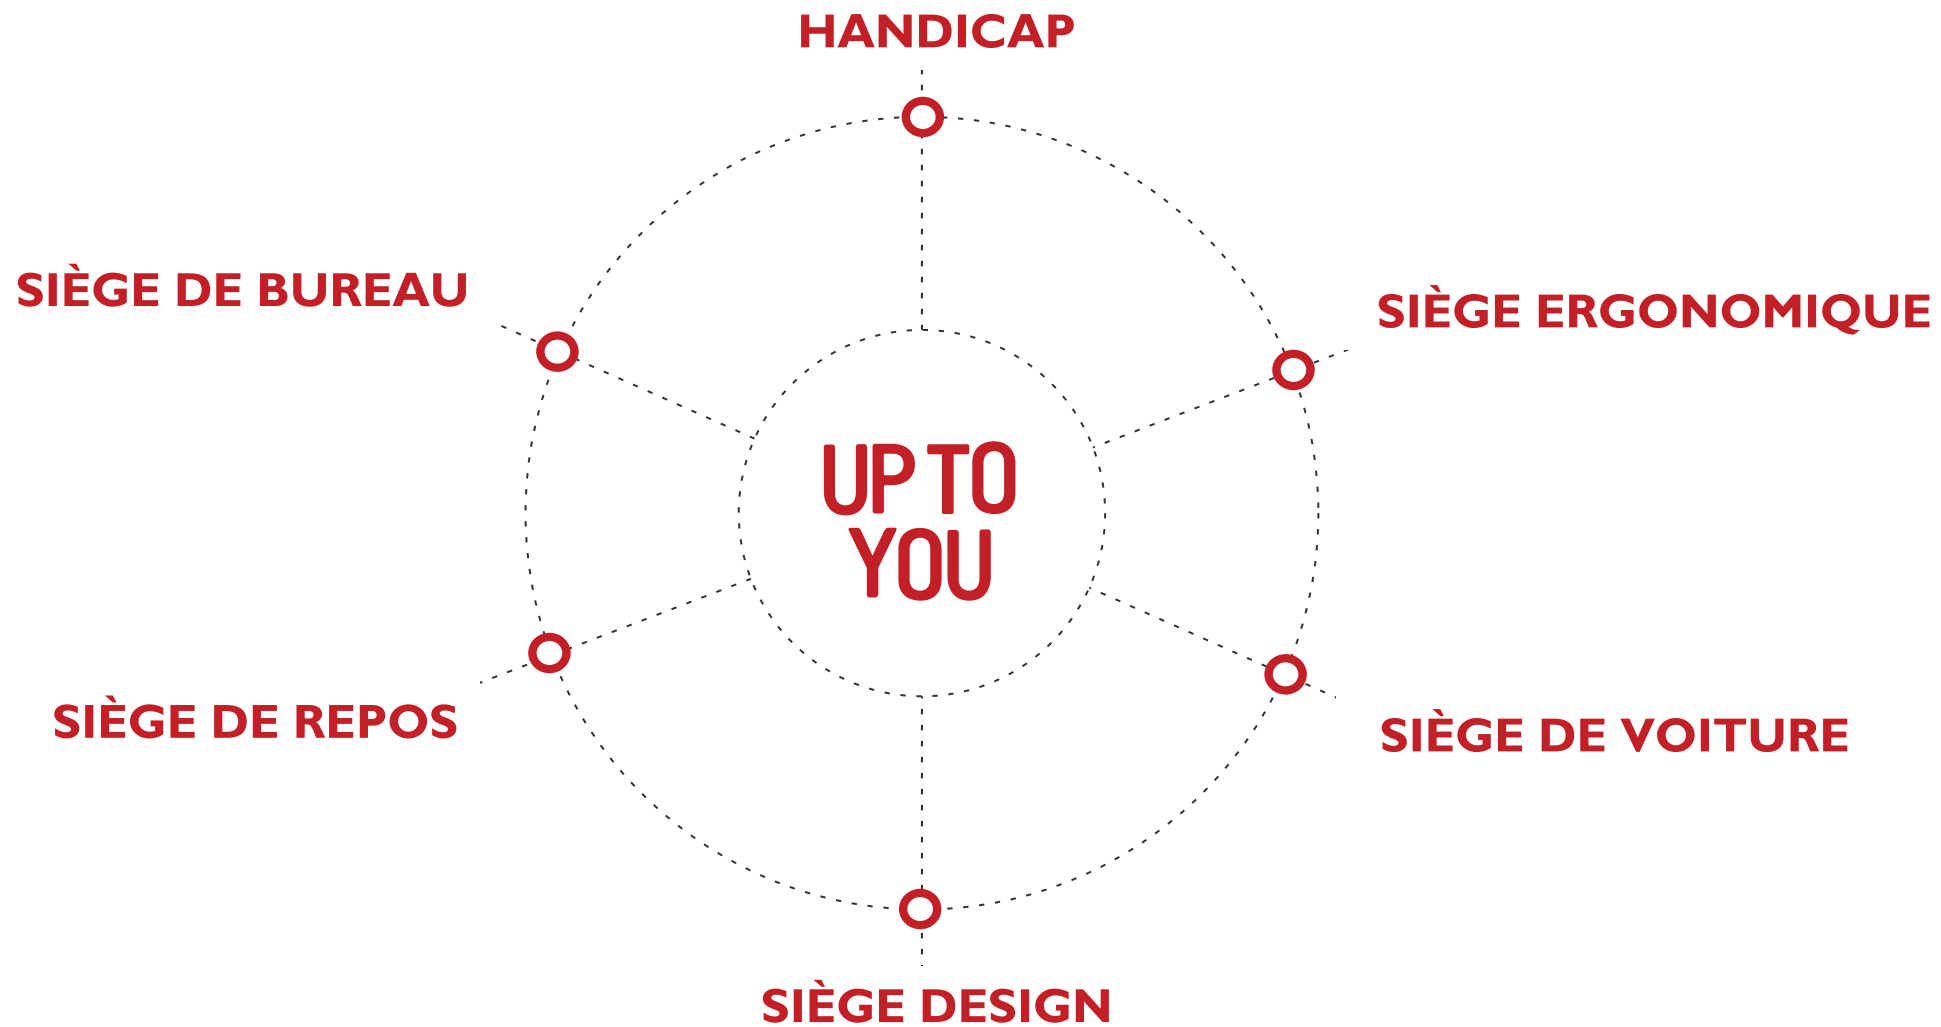 HANDICAP
SIÈGE DE BUREAU
SIÈGE ERGONOMIQUE
UP TO
YOU
SIÈGE DE REPOS
SIÈGE DE VOITURE
SIÈGE DESIGN